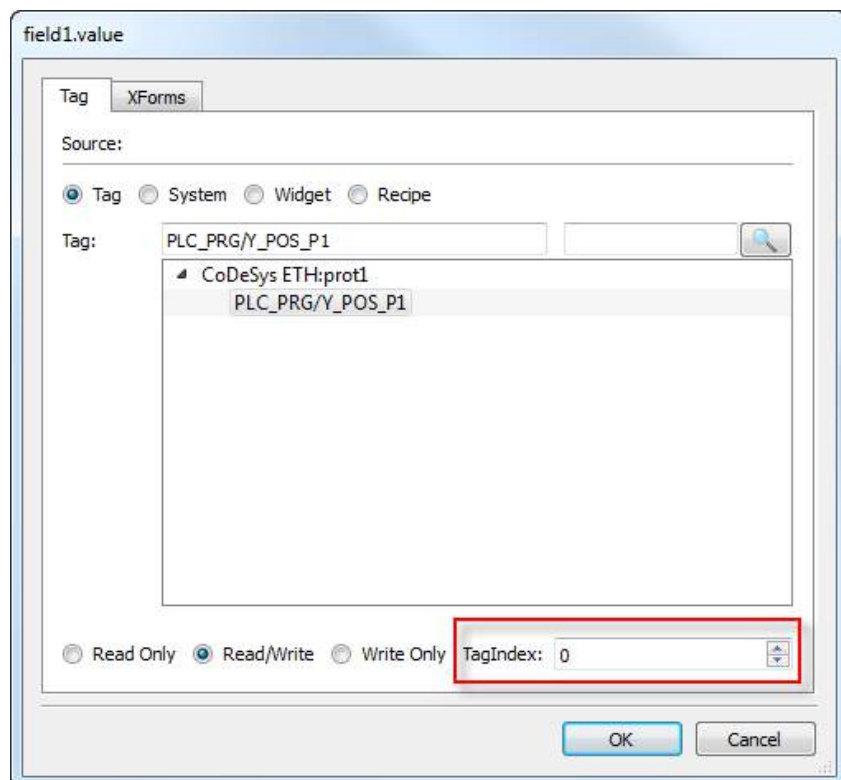 field1.value
Tag XForms
Source:
Tag System Widget Recipe
Tag: PLC_PRG/Y_POS_P1
CoDeSys ETH:prot1
PLC_PRG/Y_POS_P1
Read Only Read/Write Write Only TagIndex: 0
OK Cancel